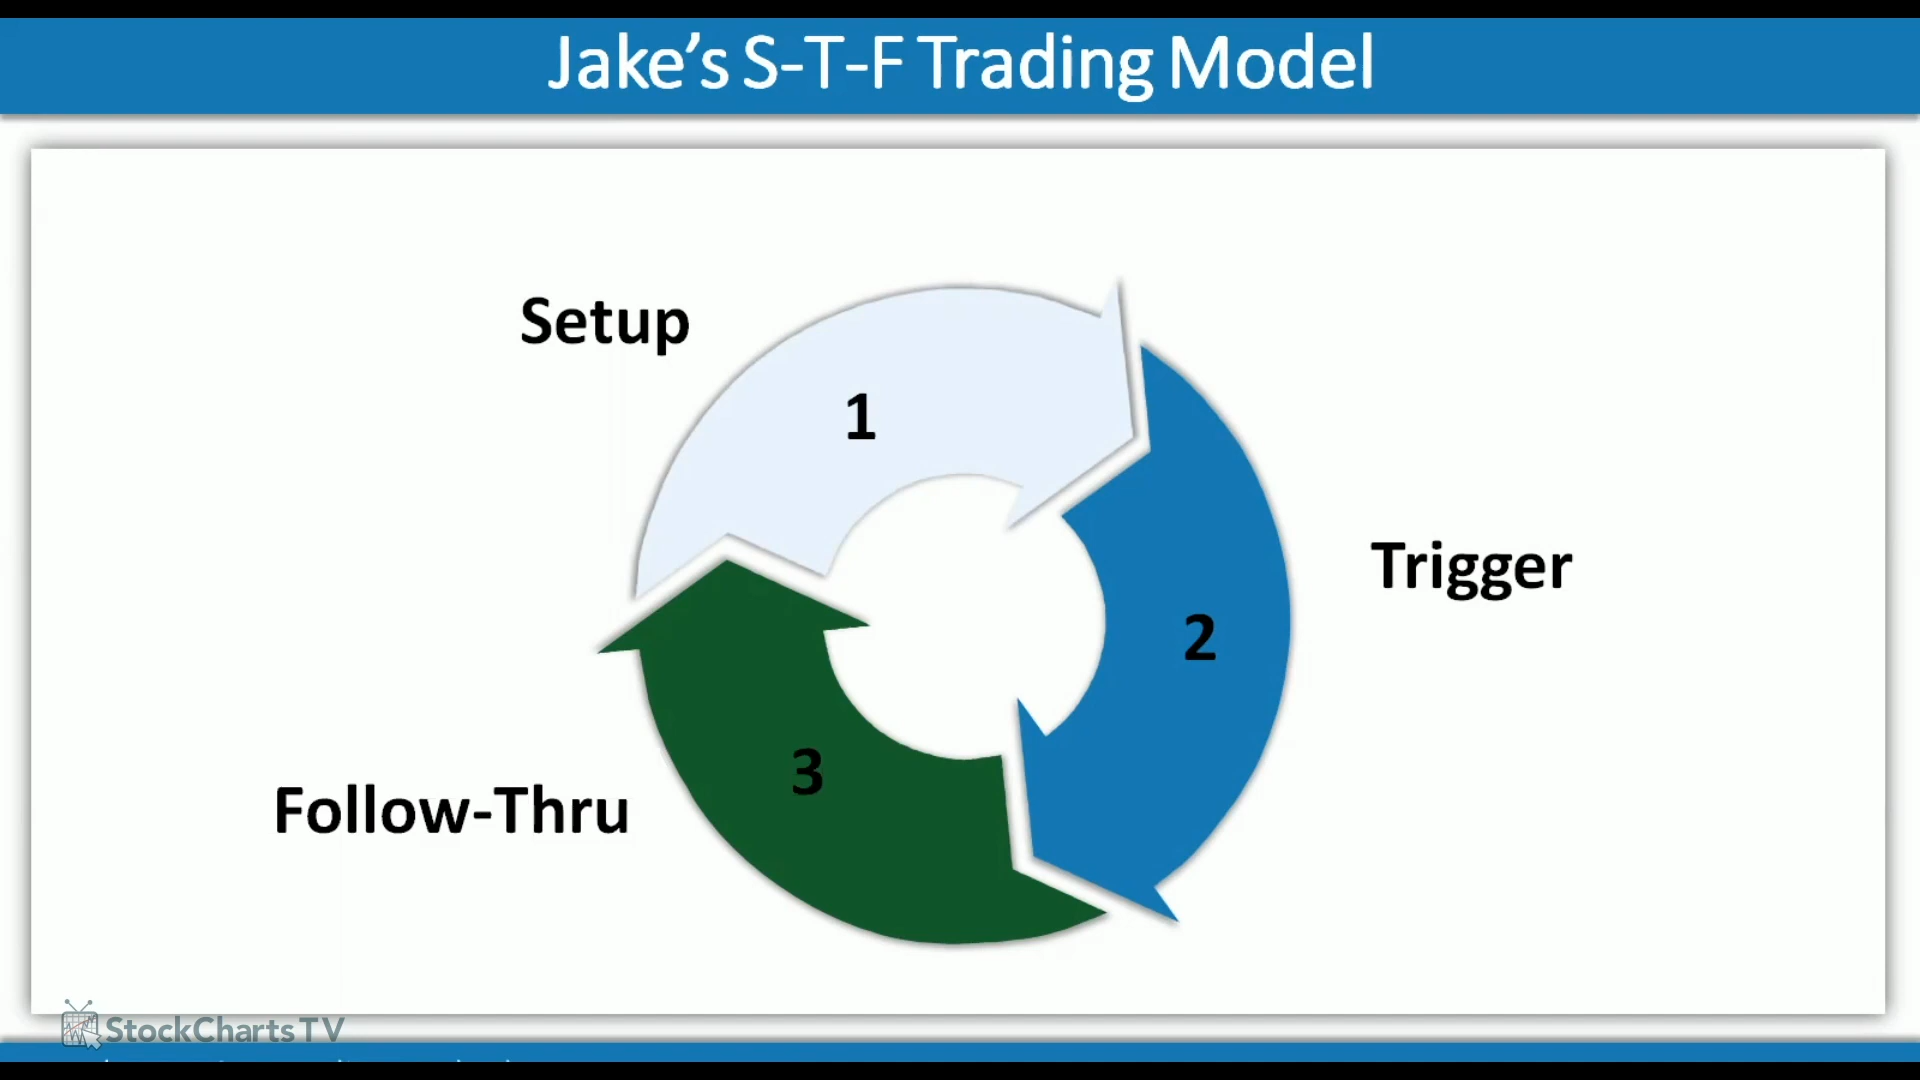 Jake’s S-T-F Trading Model
Setup
1
Trigger
2
3
Follow-Thru
StockCharts TV